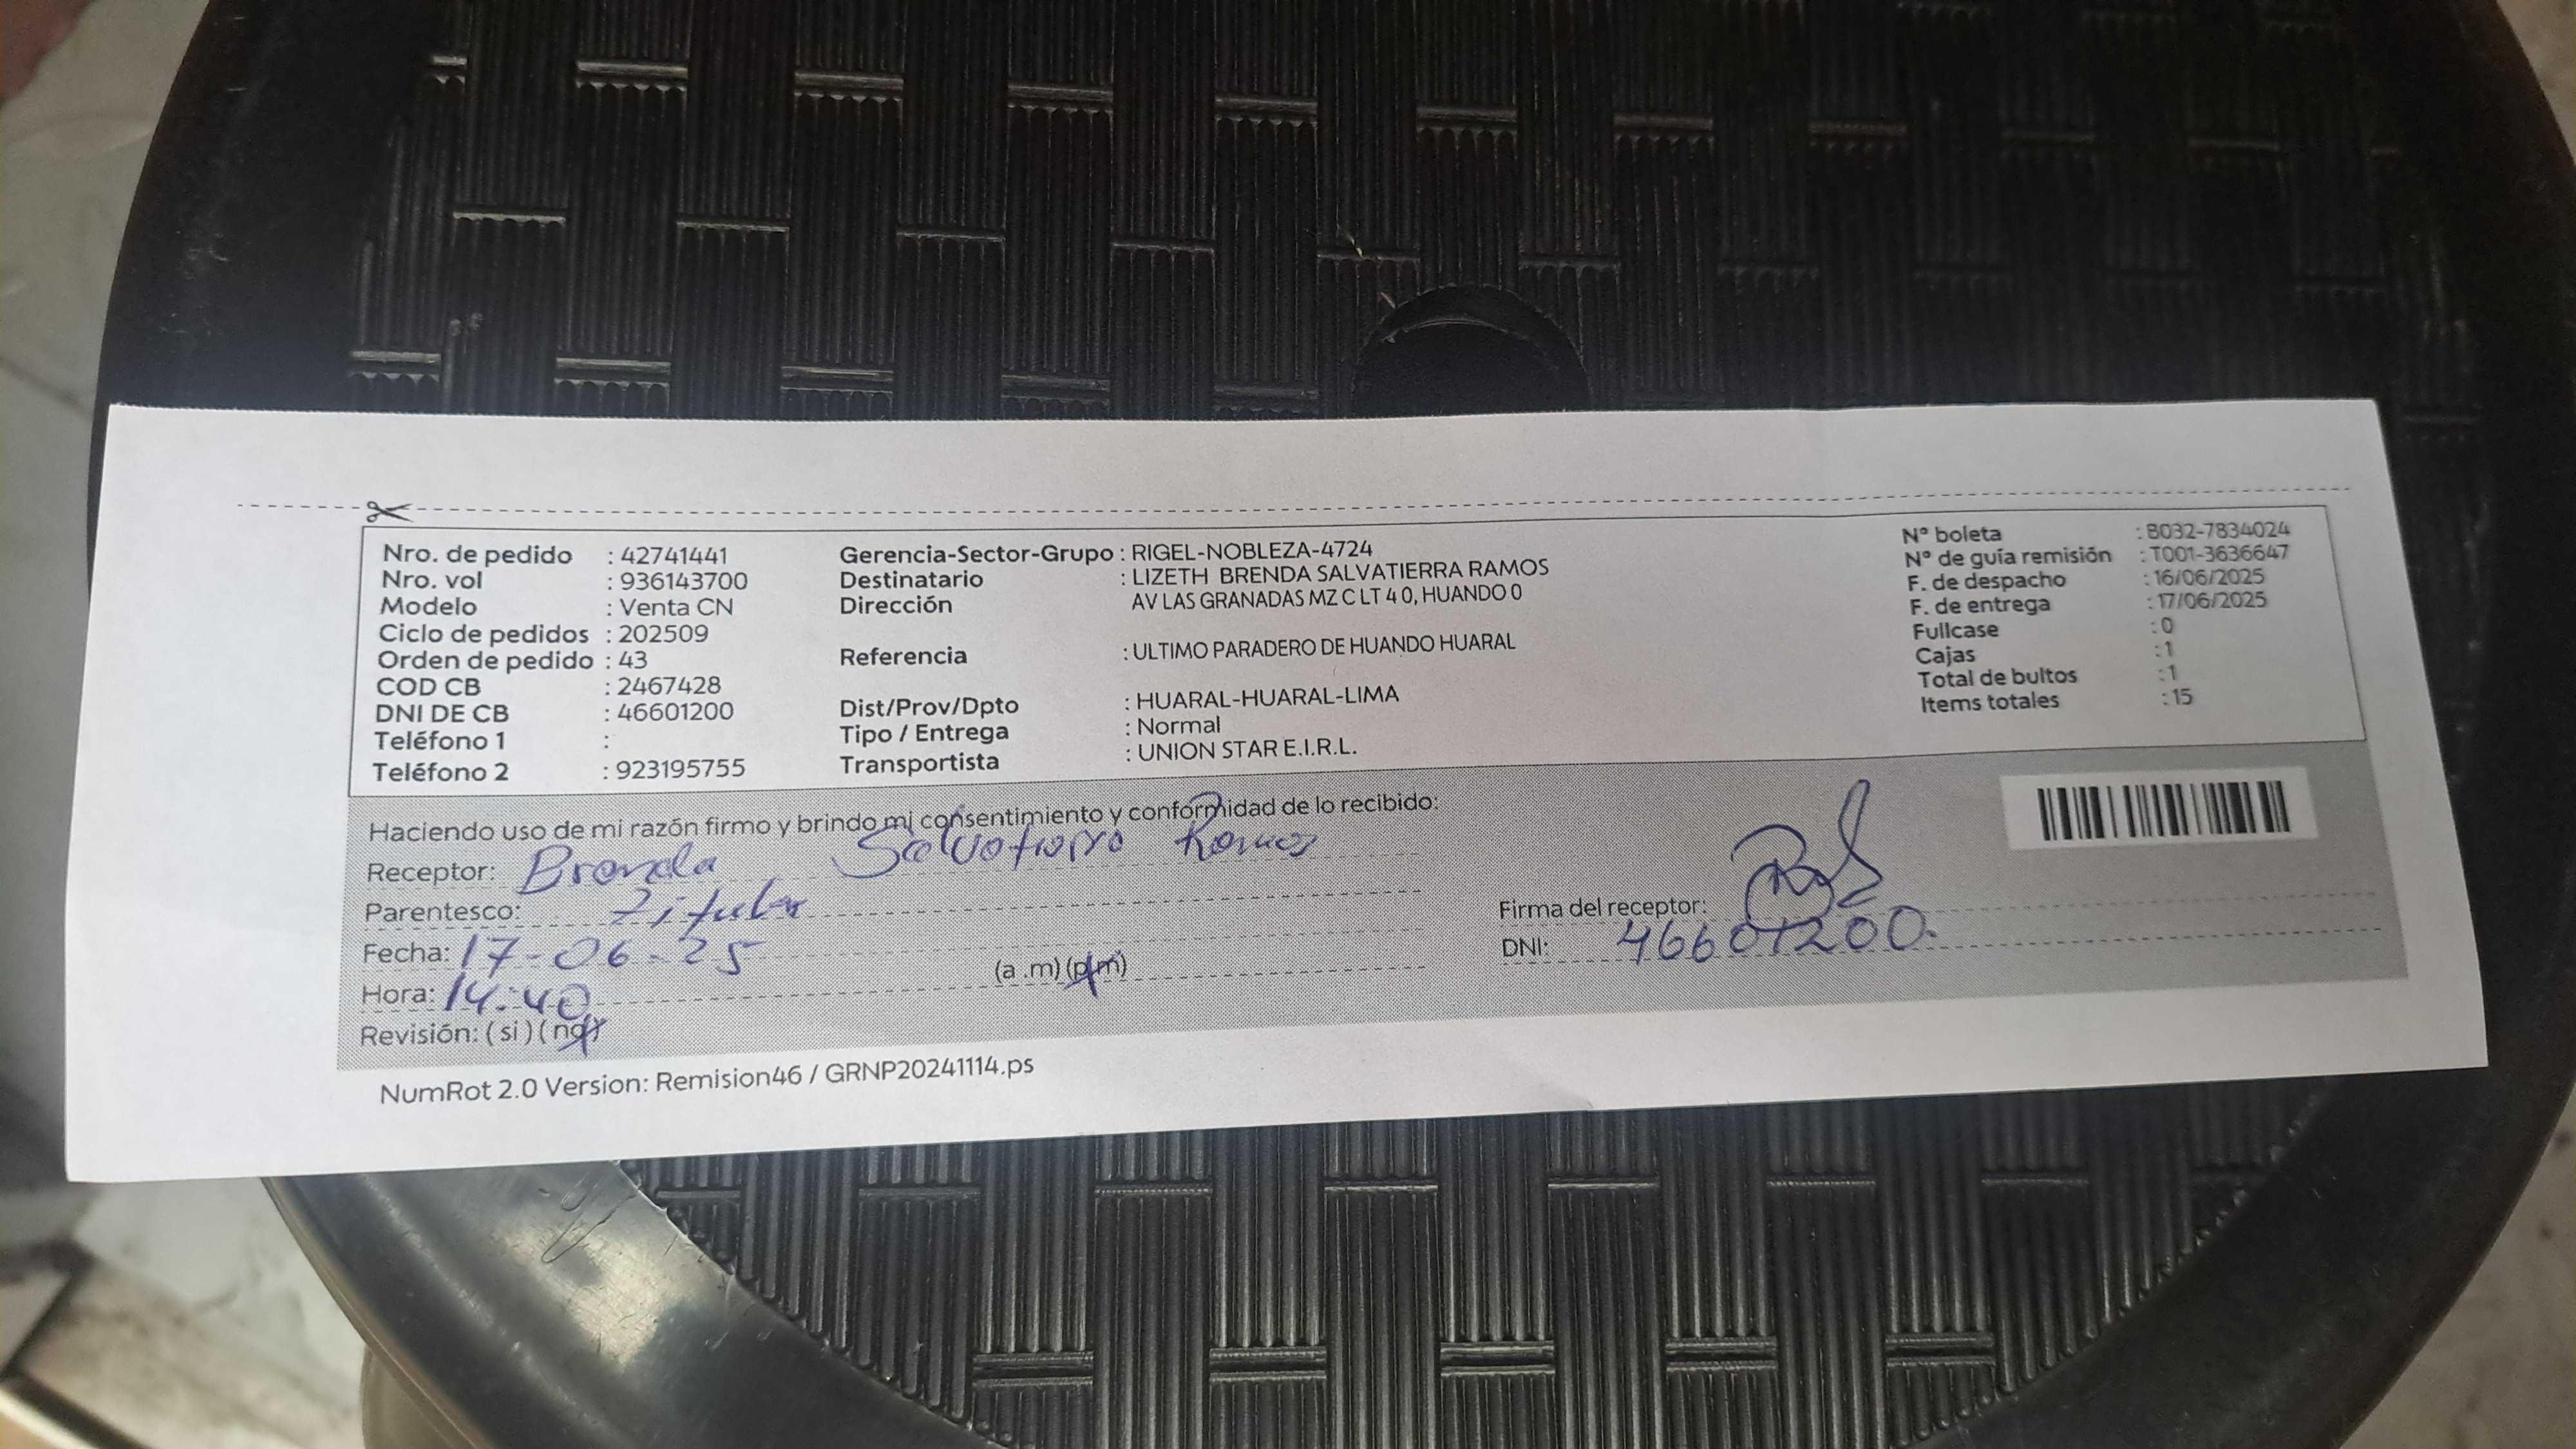 Nro. de pedido : 42741441
Nro. vol : 936143700
Modelo : Venta CN
Ciclo de pedidos : 202509
Orden de pedido : 43
COD CB : 2467428
DNI DE CB : 46601200
Teléfono 1 :
Teléfono 2 : 923195755
Gerencia-Sector-Grupo : RIGEL-NOBLEZA-4724
Destinatario : LIZETH BRENDA SALVATIERRA RAMOS
Dirección AV LAS GRANADAS MZ C LT 4 0, HUANDO 0
Referencia : ULTIMO PARADERO DE HUANDO HUARAL
Dist/Prov/Dpto : HUARAL-HUARAL-LIMA
Tipo / Entrega : Normal
Transportista : UNION STAR E.I.R.L.
Nº boleta : B032-7834024
Nº de guía remisión : T001-3636647
F. de despacho : 16/06/2025
F. de entrega : 17/06/2025
Fullcase : 0
Cajas : 1
Total de bultos : 1
Items totales : 15
Haciendo uso de mi razón firmo y brindo mi consentimiento y conformidad de lo recibido:
Receptor: Brenda Salvatierra Ramos
Parentesco: Titular
Fecha: 17-06-25
Hora: 14:40 (a .m) (p.m)
Revisión: ( si ) ( no )
Firma del receptor:
DNI: 46601200.
NumRot 2.0 Version: Remision46 / GRNP20241114.ps